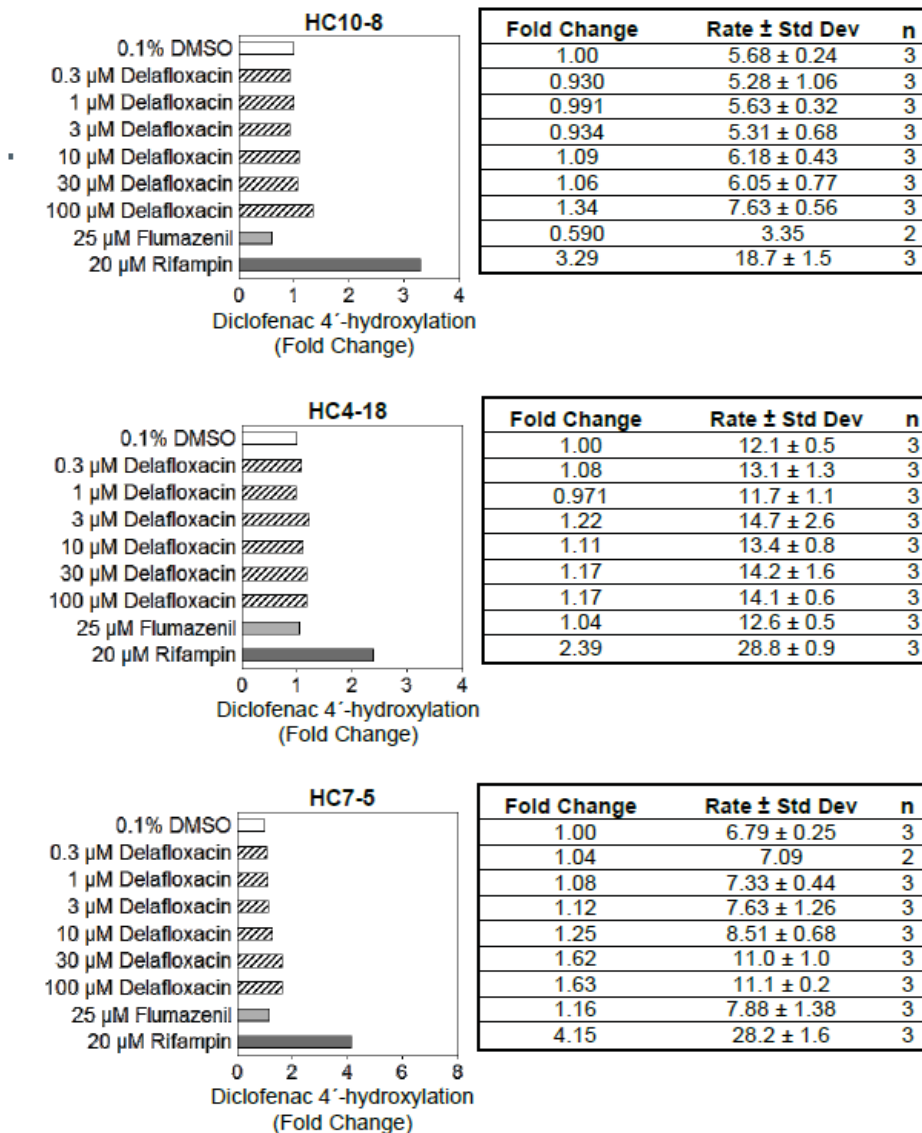 HC10-8
0.1% DMSO
0.3 µM Delafloxacin
1 µM Delafloxacin
3 µM Delafloxacin
10 µM Delafloxacin
30 µM Delafloxacin
100 µM Delafloxacin
25 µM Flumazenil
20 µM Rifampin
0 1 2 3 4
Diclofenac 4´-hydroxylation
(Fold Change)
Fold Change Rate ± Std Dev n
1.00 5.68 ± 0.24 3
0.930 5.28 ± 1.06 3
0.991 5.63 ± 0.32 3
0.934 5.31 ± 0.68 3
1.09 6.18 ± 0.43 3
1.06 6.05 ± 0.77 3
1.34 7.63 ± 0.56 3
0.590 3.35 2
3.29 18.7 ± 1.5 3
HC4-18
0.1% DMSO
0.3 µM Delafloxacin
1 µM Delafloxacin
3 µM Delafloxacin
10 µM Delafloxacin
30 µM Delafloxacin
100 µM Delafloxacin
25 µM Flumazenil
20 µM Rifampin
0 1 2 3 4
Diclofenac 4´-hydroxylation
(Fold Change)
Fold Change Rate ± Std Dev n
1.00 12.1 ± 0.5 3
1.08 13.1 ± 1.3 3
0.971 11.7 ± 1.1 3
1.22 14.7 ± 2.6 3
1.11 13.4 ± 0.8 3
1.17 14.2 ± 1.6 3
1.17 14.1 ± 0.6 3
1.04 12.6 ± 0.5 3
2.39 28.8 ± 0.9 3
HC7-5
0.1% DMSO
0.3 µM Delafloxacin
1 µM Delafloxacin
3 µM Delafloxacin
10 µM Delafloxacin
30 µM Delafloxacin
100 µM Delafloxacin
25 µM Flumazenil
20 µM Rifampin
0 2 4 6 8
Diclofenac 4´-hydroxylation
(Fold Change)
Fold Change Rate ± Std Dev n
1.00 6.79 ± 0.25 3
1.04 7.09 2
1.08 7.33 ± 0.44 3
1.12 7.63 ± 1.26 3
1.25 8.51 ± 0.68 3
1.62 11.0 ± 1.0 3
1.63 11.1 ± 0.2 3
1.16 7.88 ± 1.38 3
4.15 28.2 ± 1.6 3